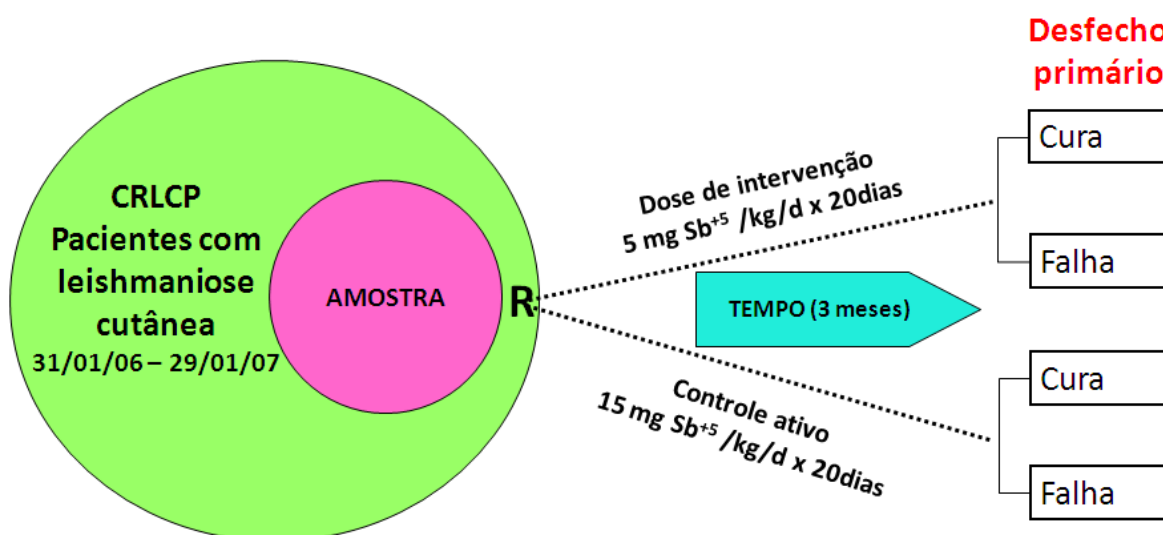 Desfecho
primário
CRLCP
Pacientes com
leishmaniose
cutânea
31/01/06 – 29/01/07
AMOSTRA
R
Dose de intervenção
5 mg Sb⁺⁵ /kg/d x 20dias
TEMPO (3 meses)
Controle ativo
15 mg Sb⁺⁵ /kg/d x 20dias
Cura
Falha
Cura
Falha